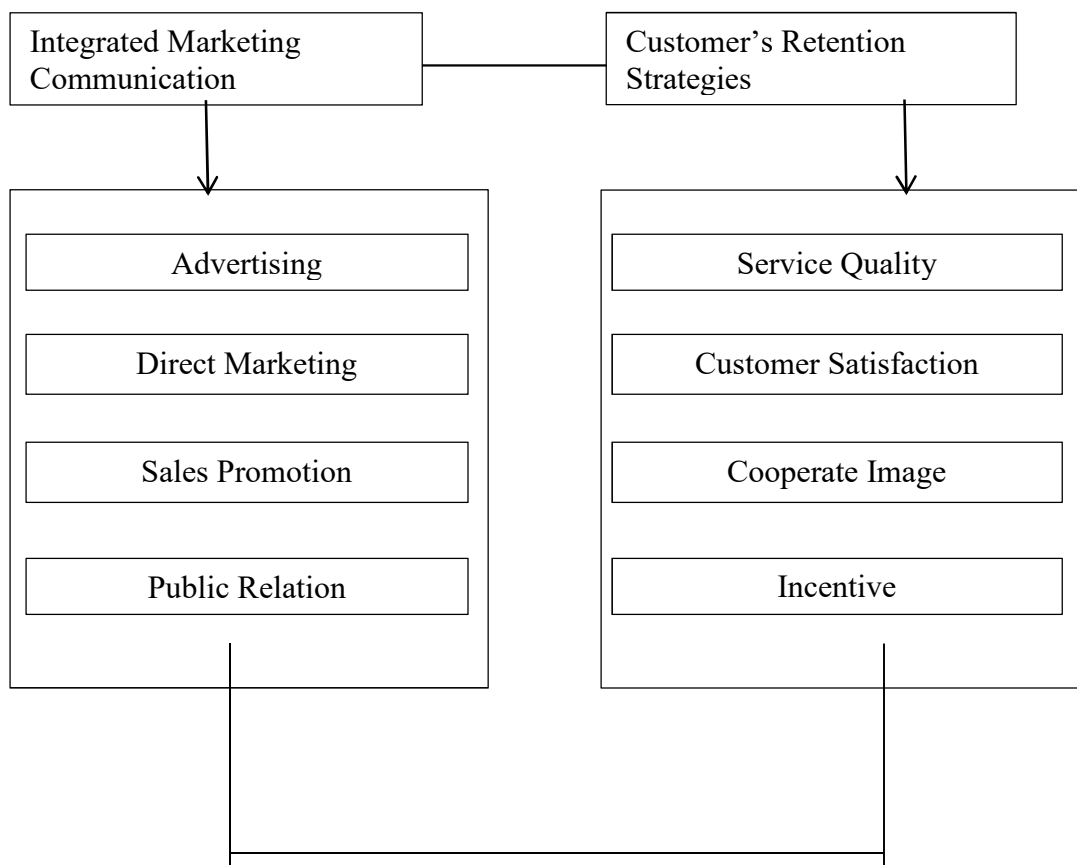 Integrated Marketing
Communication
Customer’s Retention
Strategies
Advertising
Direct Marketing
Sales Promotion
Public Relation
Service Quality
Customer Satisfaction
Cooperate Image
Incentive